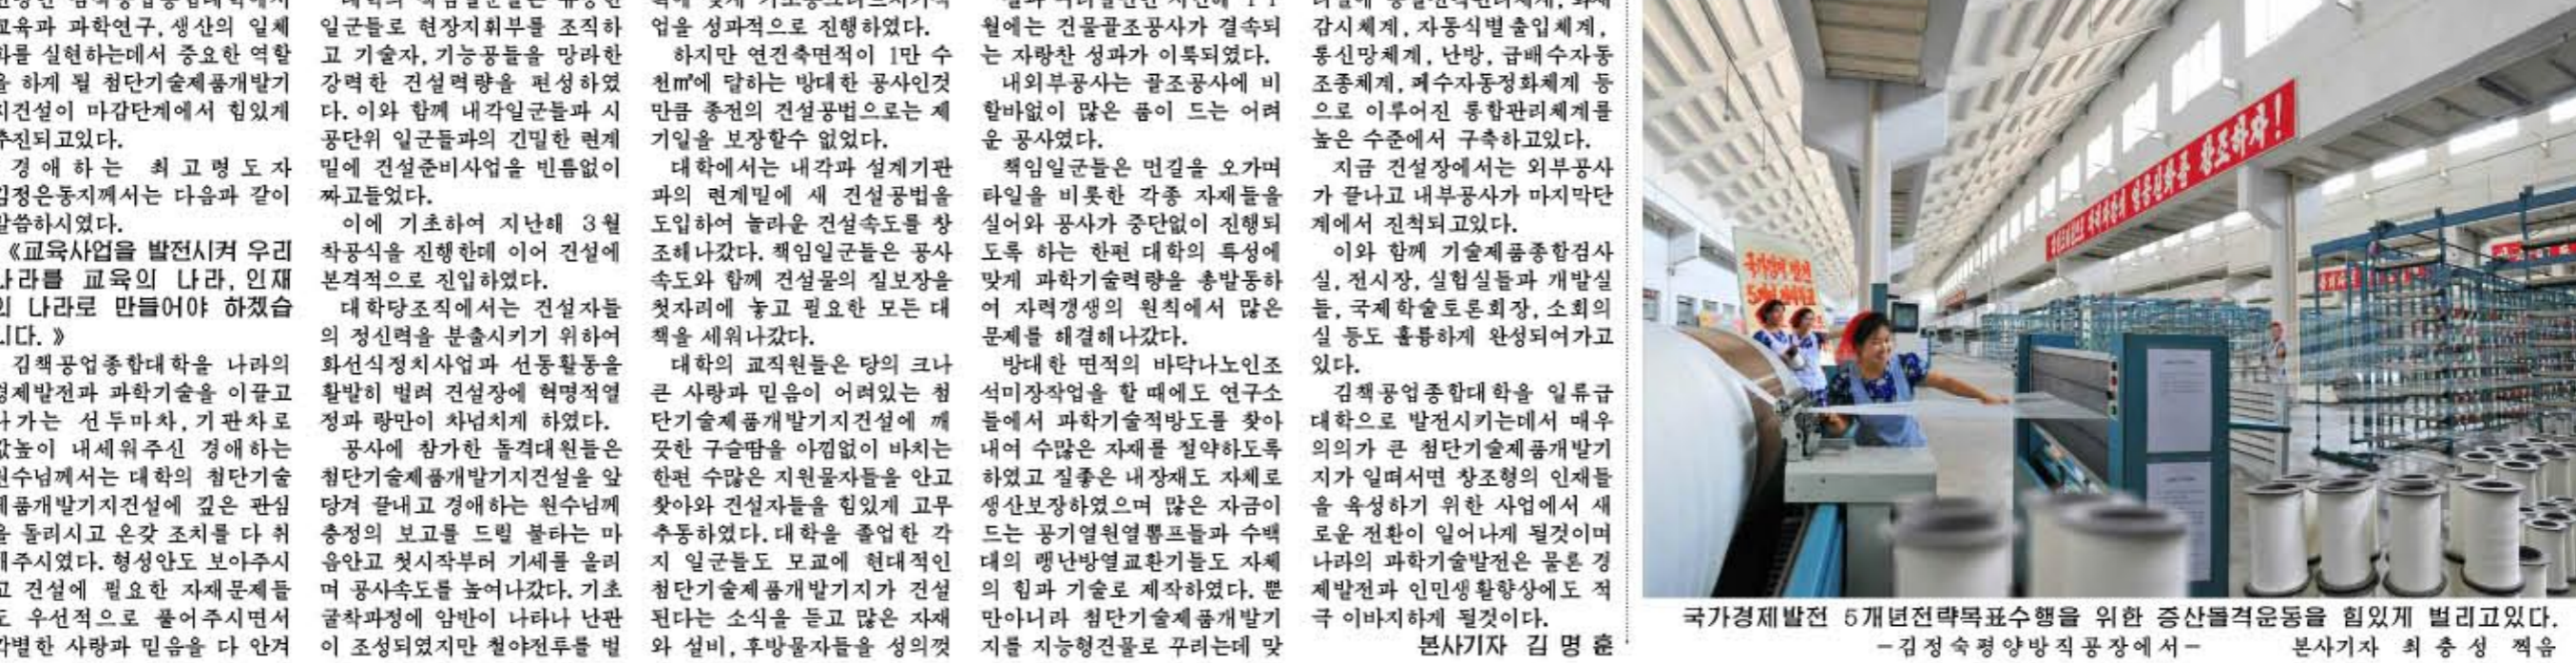 교육과 과학연구, 생산의 일체
화를 실현하는데서 중요한 역할
을 하게 될 첨단기술제품개발기
지건설이 마감단계에서 힘있게
추진되고있다.
경애하는 최고령도자
김정은동지께서는 다음과 같이
말씀하시였다.
《교육사업을 발전시켜 우리
나라를 교육의 나라, 인재
의 나라로 만들어야 하겠습
니다.》
김책공업종합대학을 나라의
경제발전과 과학기술을 이끌고
나가는 선두마차, 기관차로
값높이 내세워주신 경애하는
원수님께서는 대학의 첨단기술
제품개발기지건설에 깊은 관심
을 돌리시고 온갖 조치를 다 취
해주시였다. 형성안도 보아주시
고 건설에 필요한 자재문제들
도 우선적으로 풀어주시면서
각별한 사랑과 믿음을 다 안겨
일군들로 현장지휘부를 조직하
고 기술자, 기능공들을 망라한
강력한 건설력량을 편성하였
다. 이와 함께 내각일군들과 시
공단위 일군들과의 긴밀한 련계
밑에 건설준비사업을 빈틈없이
짜고들었다.
이에 기초하여 지난해 3월
착공식을 진행한데 이어 건설에
본격적으로 진입하였다.
대학당조직에서는 건설자들
의 정신력을 분출시키기 위하여
화선식정치사업과 선동활동을
활발히 벌려 건설장에 혁명적열
정과 랑만이 차넘치게 하였다.
공사에 참가한 돌격대원들은
첨단기술제품개발기지건설을 앞
당겨 끝내고 경애하는 원수님께
충정의 보고를 드릴 불타는 마
음안고 첫시작부터 기세를 올리
며 공사속도를 높여나갔다. 기초
굴착과정에 암반이 나타나 난관
이 조성되였지만 철야전투를 벌
업을 성과적으로 진행하였다.
하지만 연건축면적이 1만 수
천㎡에 달하는 방대한 공사인것
만큼 종전의 건설공법으로는 제
기일을 보장할수 없었다.
대학에서는 내각과 설계기관
과의 련계밑에 새 건설공법을
도입하여 놀라운 건설속도를 창
조해나갔다. 책임일군들은 공사
속도와 함께 건설물의 질보장을
첫자리에 놓고 필요한 모든 대
책을 세워나갔다.
대학의 교직원들은 당의 크나
큰 사랑과 믿음이 어려있는 첨
단기술제품개발기지건설에 깨
끗한 구슬땀을 아낌없이 바치는
한편 수많은 지원물자들을 안고
찾아와 건설자들을 힘있게 고무
추동하였다. 대학을 졸업한 각
지 일군들도 모교에 현대적인
첨단기술제품개발기지가 건설
된다는 소식을 듣고 많은 자재
와 설비, 후방물자들을 성의껏
월에는 건물골조공사가 결속되
는 자랑찬 성과가 이룩되였다.
내외부공사는 골조공사에 비
할바없이 많은 품이 드는 어려
운 공사였다.
책임일군들은 먼길을 오가며
타일을 비롯한 각종 자재들을
실어와 공사가 중단없이 진행되
도록 하는 한편 대학의 특성에
맞게 과학기술력량을 총발동하
여 자력갱생의 원칙에서 많은
문제를 해결해나갔다.
방대한 면적의 바닥나노인조
석미장작업을 할 때에도 연구소
들에서 과학기술적방도를 찾아
내여 수많은 자재를 절약하도록
하였고 질좋은 내장재도 자체로
생산보장하였으며 많은 자금이
드는 공기열원열뽐프들과 수백
대의 랭난방열교환기들도 자체
의 힘과 기술로 제작하였다. 뿐
만아니라 첨단기술제품개발기
지를 지능형건물로 꾸리는데 맞
감시체계, 자동식별출입체계,
통신망체계, 난방, 급배수자동
조종체계, 페수자동정화체계 등
으로 이루어진 통합관리체계를
높은 수준에서 구축하고있다.
지금 건설장에서는 외부공사
가 끝나고 내부공사가 마지막단
계에서 진척되고있다.
이와 함께 기술제품종합검사
실, 전시장, 실험실들과 개발실
들, 국제학술토론회장, 소회의
실 등도 훌륭하게 완성되여가고
있다.
김책공업종합대학을 일류급
대학으로 발전시키는데서 매우
의의가 큰 첨단기술제품개발기
지가 일떠서면 창조형의 인재들
을 육성하기 위한 사업에서 새
로운 전환이 일어나게 될것이며
나라의 과학기술발전은 물론 경
제발전과 인민생활향상에도 적
극 이바지하게 될것이다.
본사기자 김명훈
창조하자!
국가경제발전 5개년전략목표수행을 위한 증산돌격운동을 힘있게 벌리고있다.
-김정숙평양방직공장에서- 본사기자 최충성 찍음